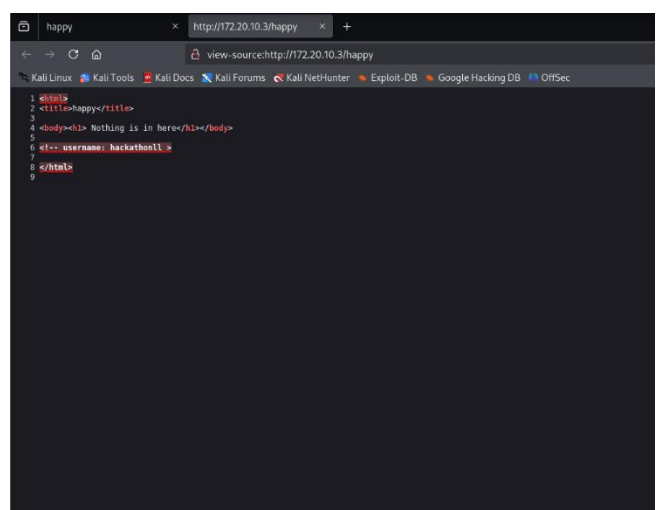 happy
http://172.20.10.3/happy
view-source:http://172.20.10.3/happy
Kali Linux Kali Tools Kali Docs Kali Forums Kali NetHunter Exploit-DB Google Hacking DB OffSec
1 <html>
2 <title>happy</title>
3
4 <body><h1> Nothing is in here</h1></body>
5
6 <!-- username: hackathonll >
7
8 </html>
9